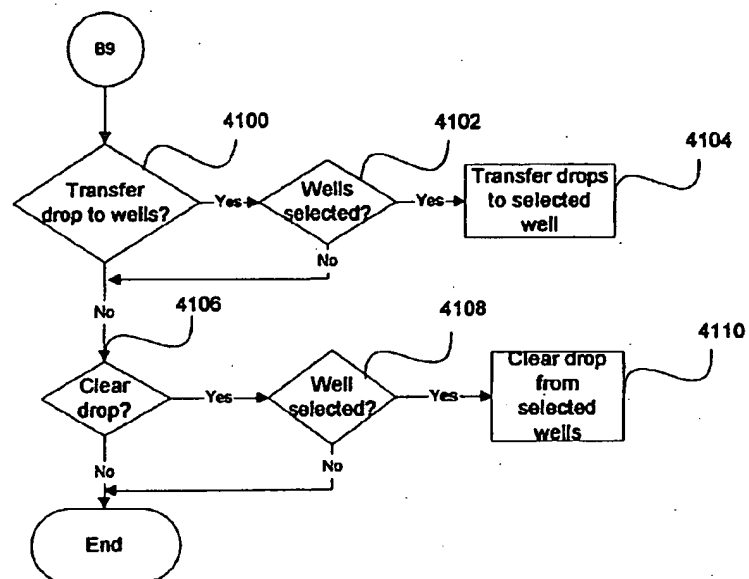 B9
4100
4102
4104
Transfer
drop to wells?
Yes
Wells
selected?
Yes
Transfer drops
to selected
well
No
No
4106
4108
4110
Clear
drop?
Yes
Well
selected?
Yes
Clear drop
from
selected
wells
No
No
End